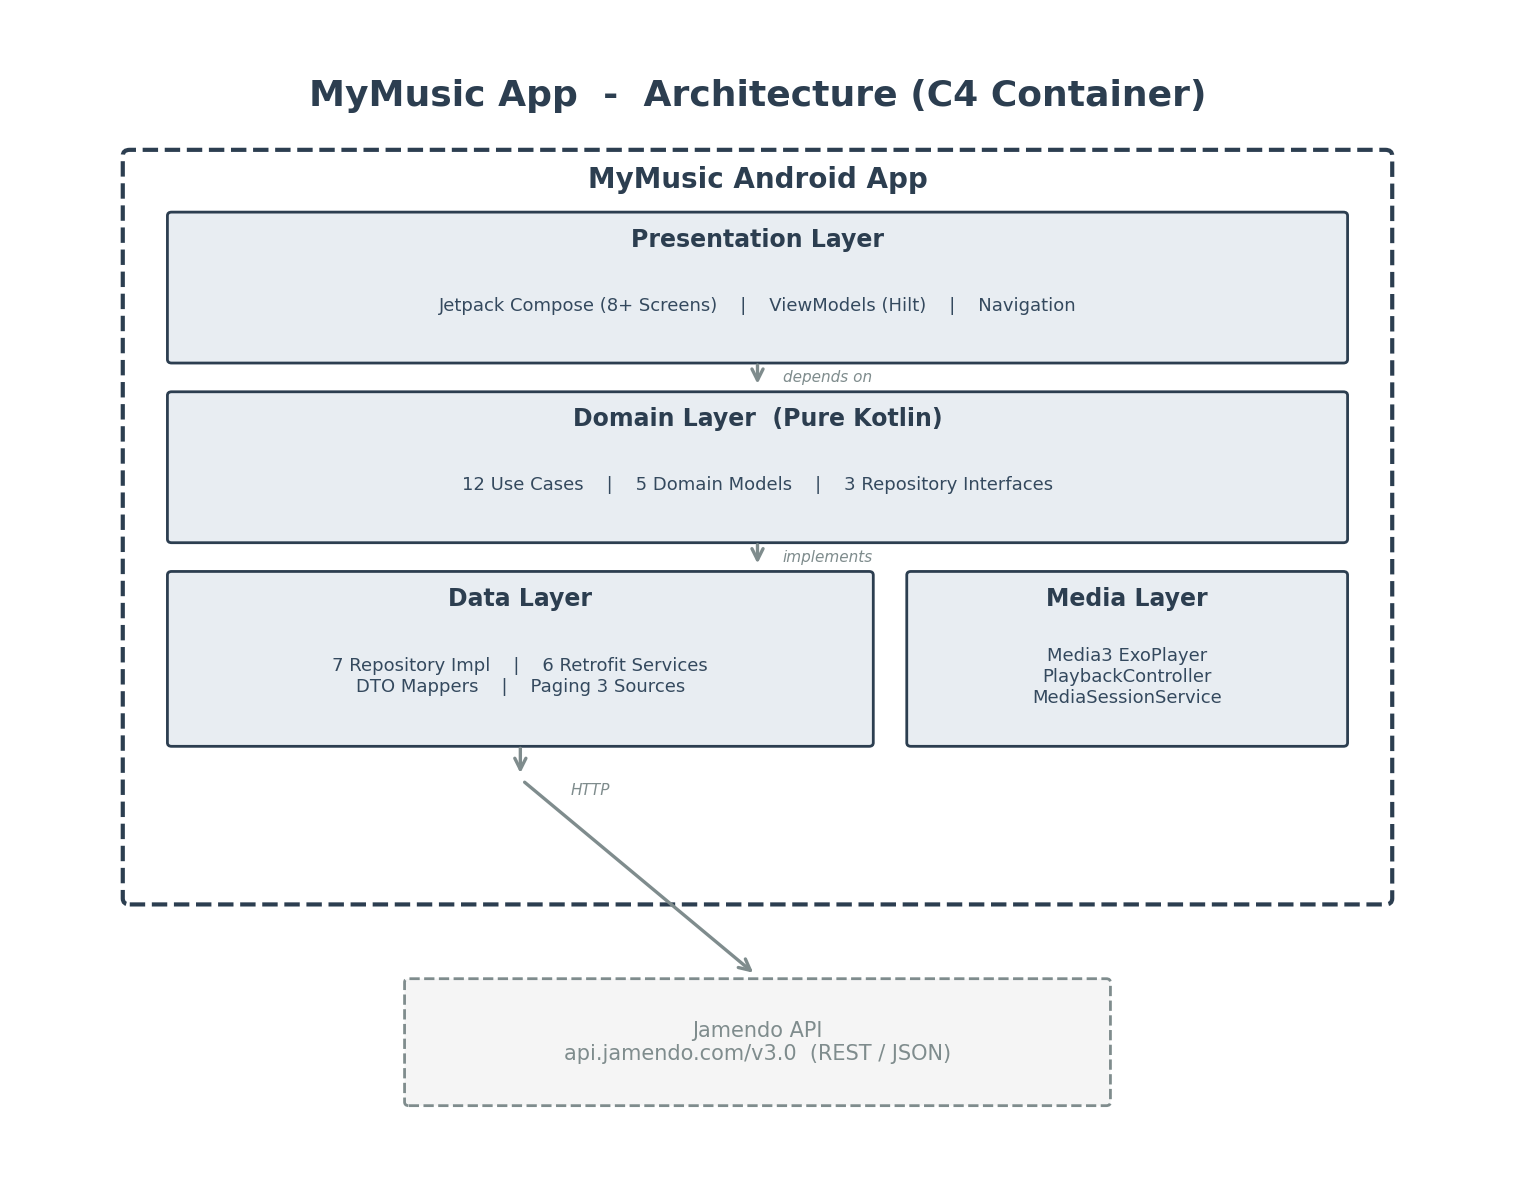 MyMusic App - Architecture (C4 Container)
MyMusic Android App
Presentation Layer
Jetpack Compose (8+ Screens) | ViewModels (Hilt) | Navigation
depends on
Domain Layer (Pure Kotlin)
12 Use Cases | 5 Domain Models | 3 Repository Interfaces
implements
Data Layer
7 Repository Impl | 6 Retrofit Services
DTO Mappers | Paging 3 Sources
Media Layer
Media3 ExoPlayer
PlaybackController
MediaSessionService
HTTP
Jamendo API
api.jamendo.com/v3.0 (REST / JSON)